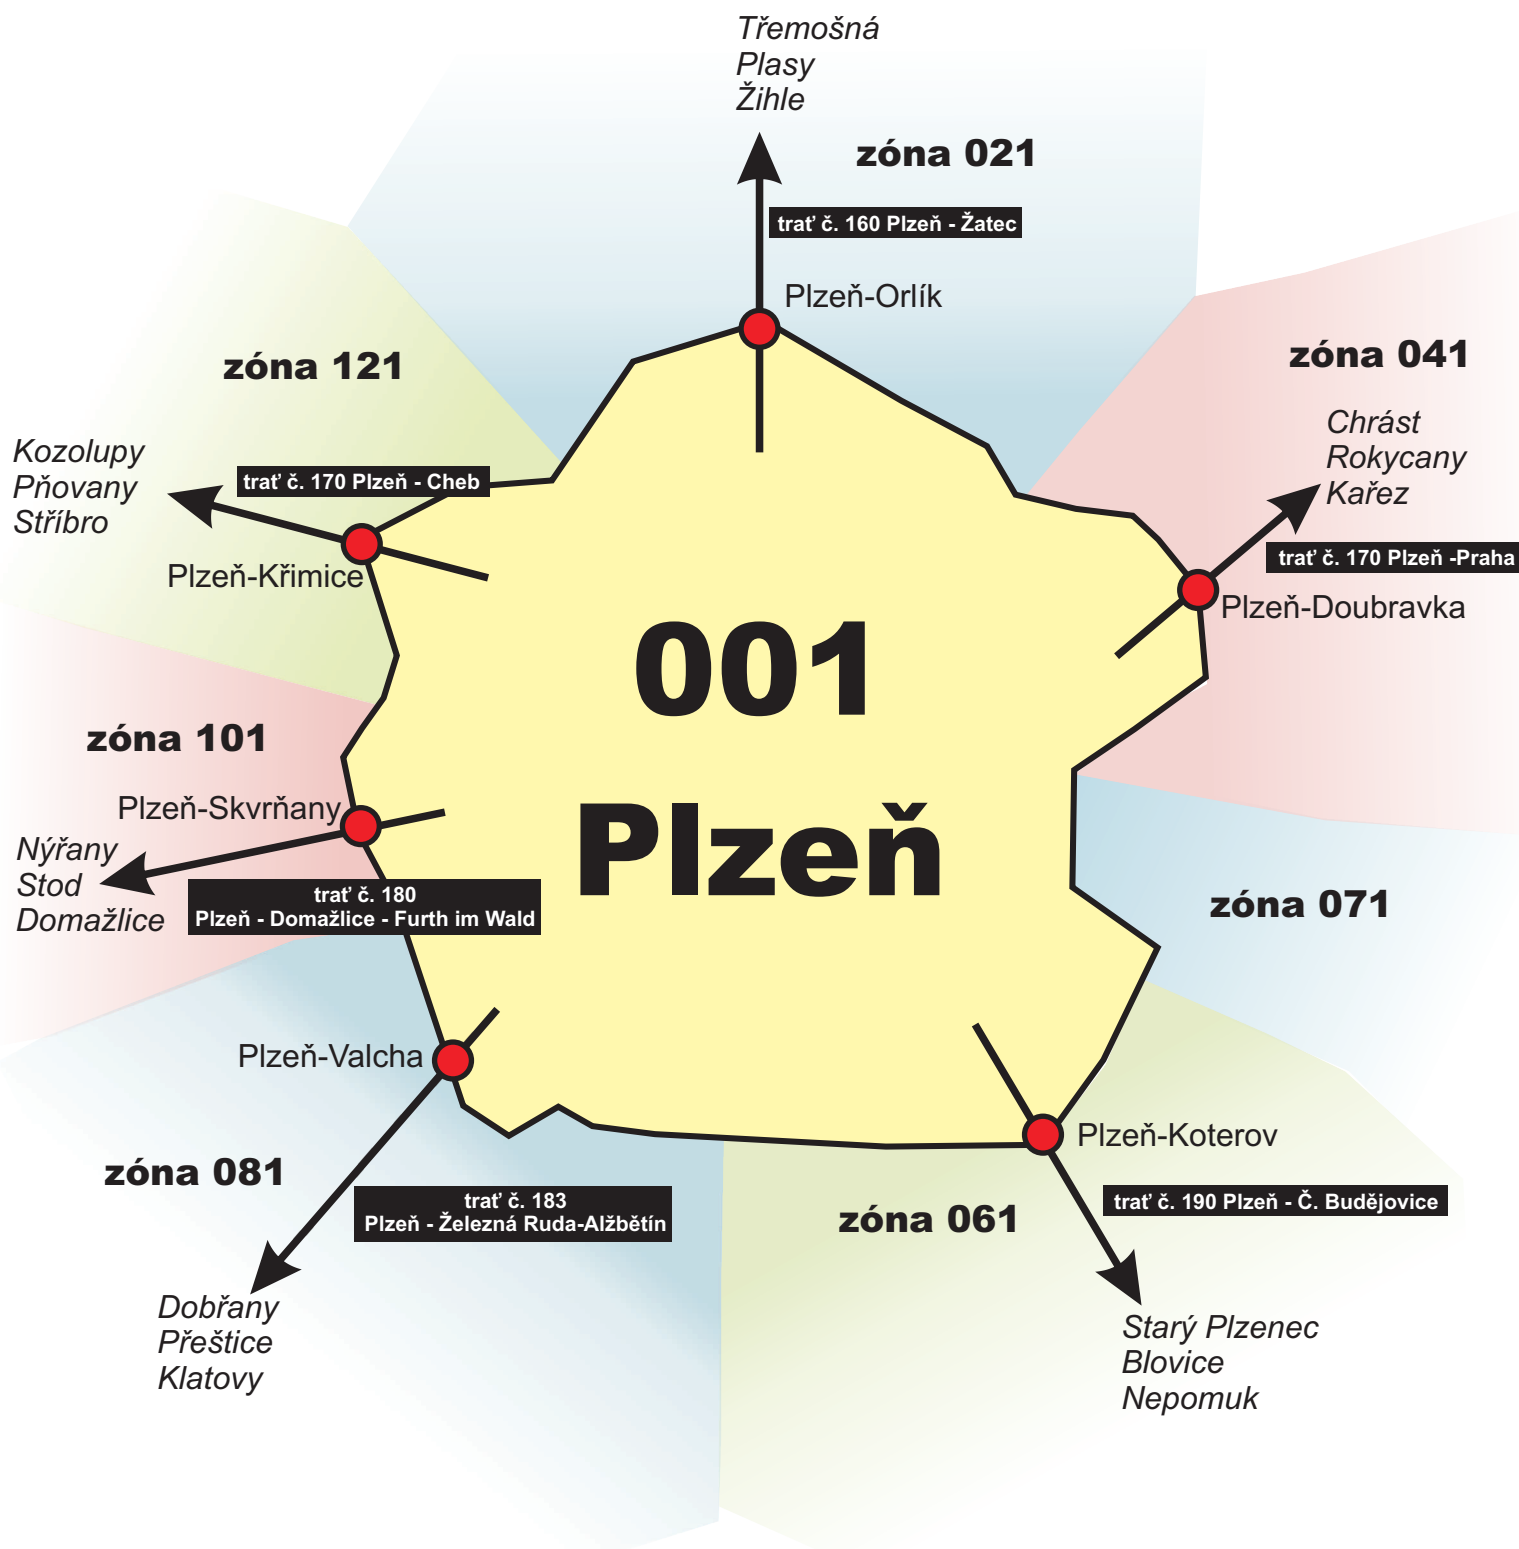 Třemošná
Plasy
Žihle
zóna 021
trať č. 160 Plzeň - Žatec
Plzeň-Orlík
zóna 121
zóna 041
Kozolupy
Pňovany
Stříbro
trať č. 170 Plzeň - Cheb
Plzeň-Křimice
Chrást
Rokycany
Kařez
trať č. 170 Plzeň -Praha
Plzeň-Doubravka
001
Plzeň
zóna 101
Plzeň-Skvrňany
Nýřany
Stod
Domažlice
trať č. 180
Plzeň - Domažlice - Furth im Wald
zóna 071
Plzeň-Valcha
zóna 081
trať č. 183
Plzeň - Železná Ruda-Alžbětín
Dobřany
Přeštice
Klatovy
Plzeň-Koterov
zóna 061
trať č. 190 Plzeň - Č. Budějovice
Starý Plzenec
Blovice
Nepomuk